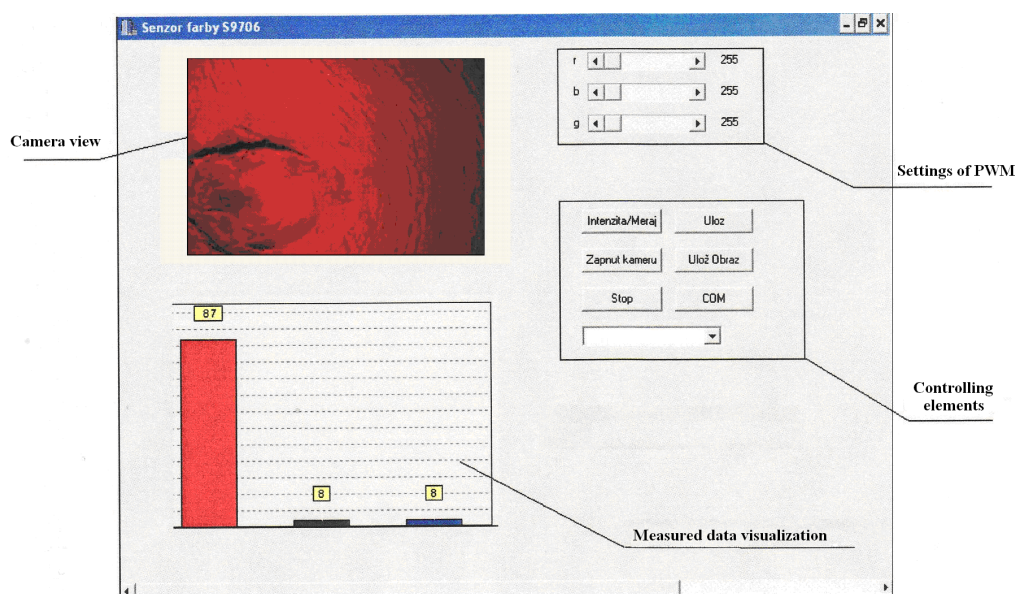 Senzor farby S9706
r 255
b 255
g 255
Camera view
Settings of PWM
Intenzita/Meraj Uloz
Zapnut kameru Ulož Obraz
Stop COM
87
8 8
Controlling
elements
Measured data visualization